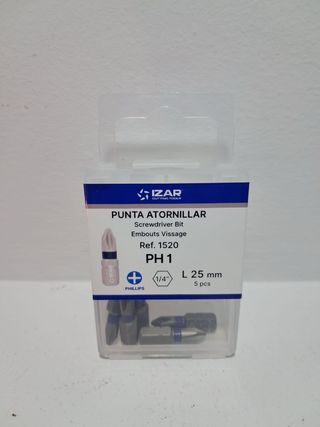 IZAR
CUTTING TOOLS
PUNTA ATORNILLAR
Screwdriver Bit
Embouts Vissage
Ref. 1520
PH 1
PHILLIPS
1/4"
L 25 mm
5 pcs